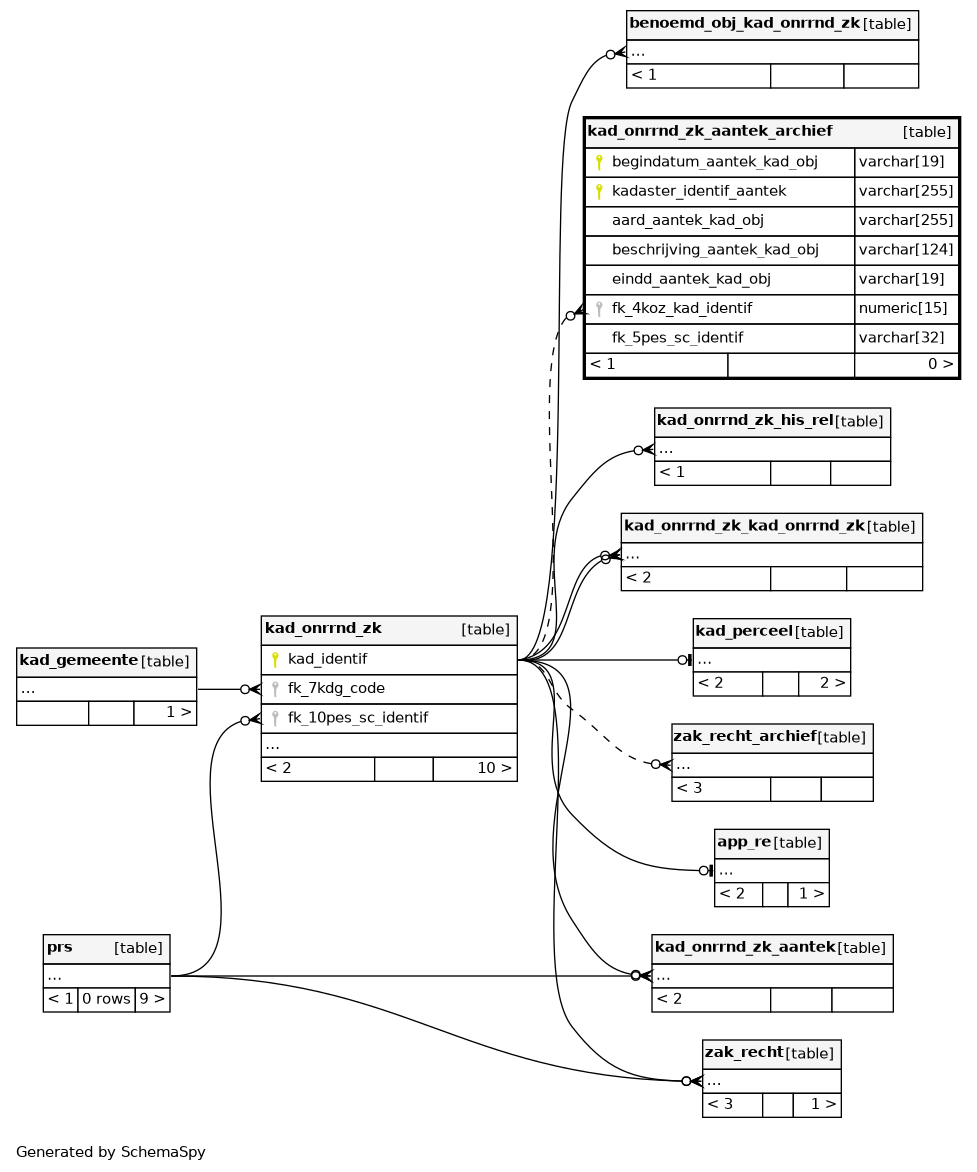 benoemd_obj_kad_onrrnd_zk [table]
...
< 1
kad_onrrnd_zk_aantek_archief [table]
begindatum_aantek_kad_obj varchar[19]
kadaster_identif_aantek varchar[255]
aard_aantek_kad_obj varchar[255]
beschrijving_aantek_kad_obj varchar[124]
eindd_aantek_kad_obj varchar[19]
fk_4koz_kad_identif numeric[15]
fk_5pes_sc_identif varchar[32]
< 1 0 >
kad_onrrnd_zk_his_rel [table]
...
< 1
kad_onrrnd_zk_kad_onrrnd_zk [table]
...
< 2
kad_onrrnd_zk [table]
kad_identif
fk_7kdg_code
fk_10pes_sc_identif
...
< 2 10 >
kad_gemeente [table]
...
1 >
kad_perceel [table]
...
< 2 2 >
zak_recht_archief [table]
...
< 3
app_re [table]
...
< 2 1 >
prs [table]
...
< 1 0 rows 9 >
kad_onrrnd_zk_aantek [table]
...
< 2
zak_recht [table]
...
< 3 1 >
Generated by SchemaSpy